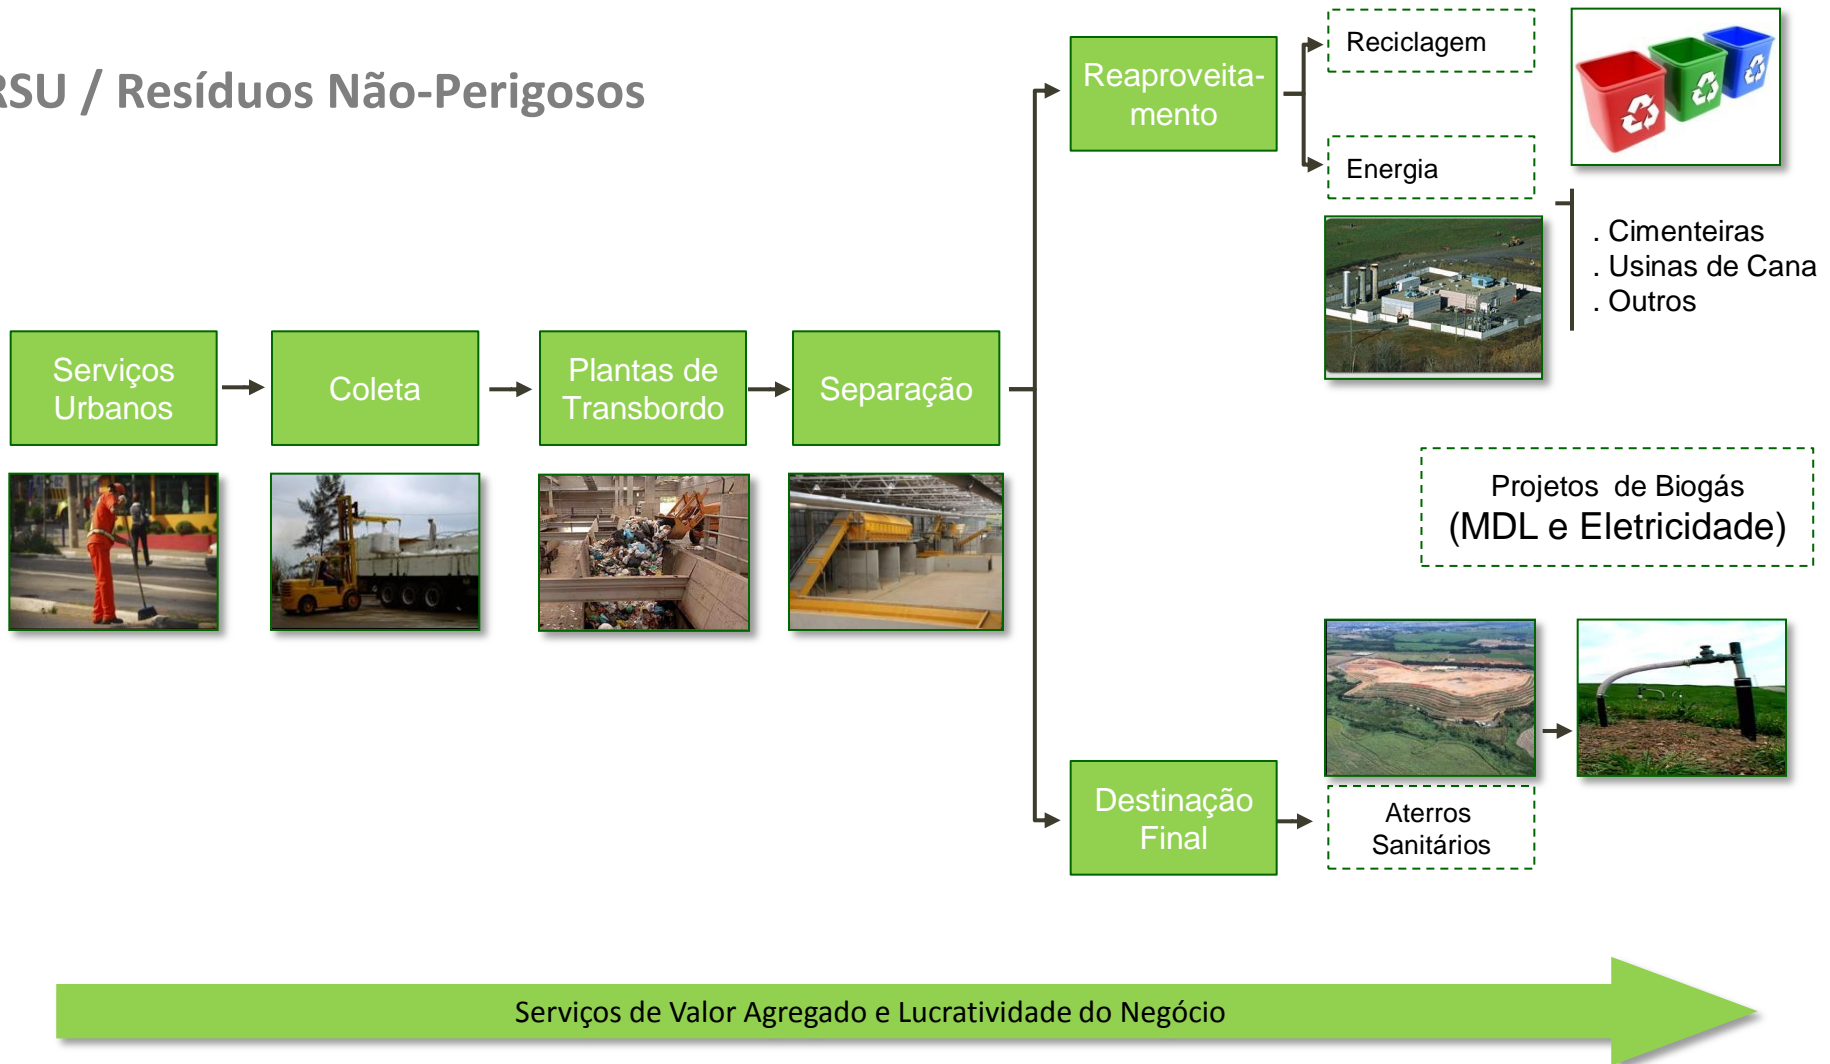 RSU / Resíduos Não-Perigosos
Reaproveita-
mento
Reciclagem
Energia
. Cimenteiras
. Usinas de Cana
. Outros
Serviços
Urbanos
Coleta
Plantas de
Transbordo
Separação
Projetos de Biogás
(MDL e Eletricidade)
Destinação
Final
Aterros
Sanitários
Serviços de Valor Agregado e Lucratividade do Negócio